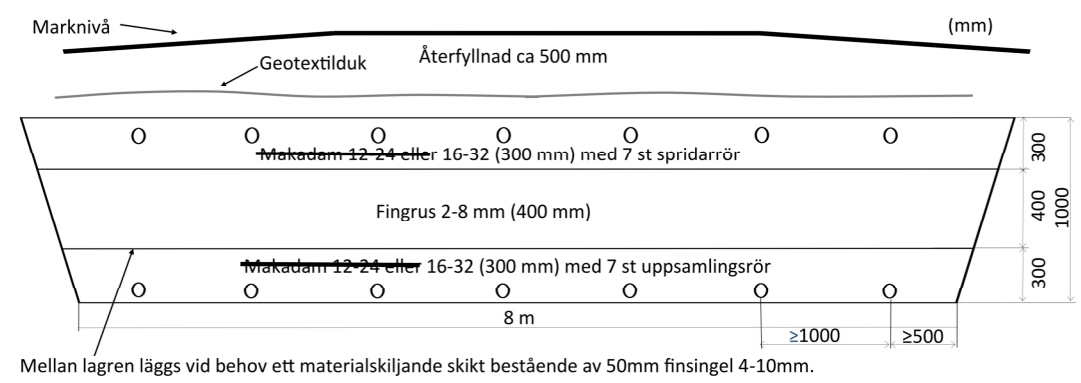 Marknivå
(mm)
Återfyllnad ca 500 mm
Geotextilduk
Makadam 12-24 eller 16-32 (300 mm) med 7 st spridarrör
300
Fingrus 2-8 mm (400 mm)
400
1000
Makadam 12-24 eller 16-32 (300 mm) med 7 st uppsamlingsrör
300
8 m
≥1000
≥500
Mellan lagren läggs vid behov ett materialskiljande skikt bestående av 50mm finsingel 4-10mm.